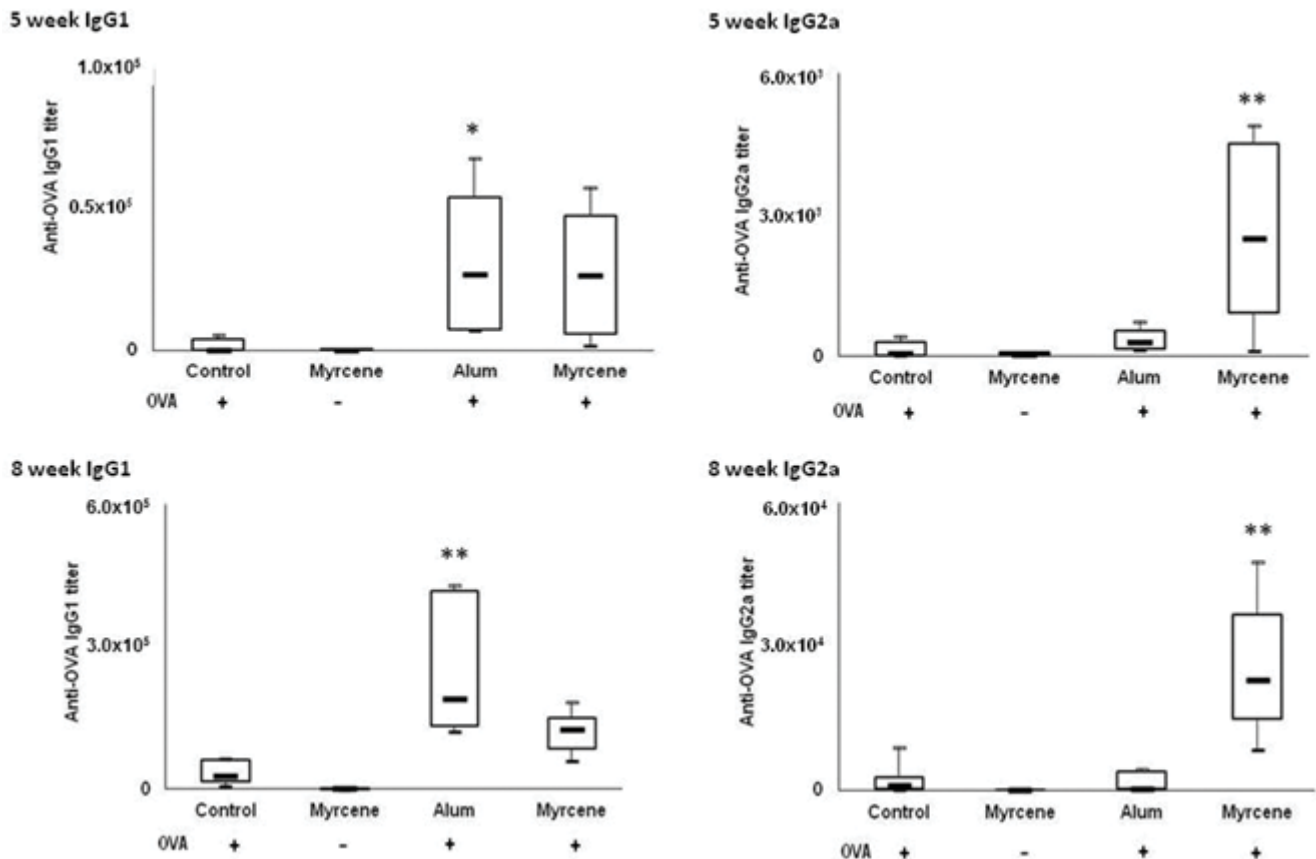 5 week IgG1
1.0x10⁵
Anti-OVA IgG1 titer
*
0.5x10⁵
0
Control Myrcene Alum Myrcene
OVA + - + +
5 week IgG2a
6.0x10³
Anti-OVA IgG2a titer
**
3.0x10³
0
Control Myrcene Alum Myrcene
OVA + - + +
8 week IgG1
6.0x10⁵
Anti-OVA IgG1 titer
**
3.0x10⁵
0
Control Myrcene Alum Myrcene
OVA + - + +
8 week IgG2a
6.0x10⁴
Anti-OVA IgG2a titer
**
3.0x10⁴
0
Control Myrcene Alum Myrcene
OVA + - + +